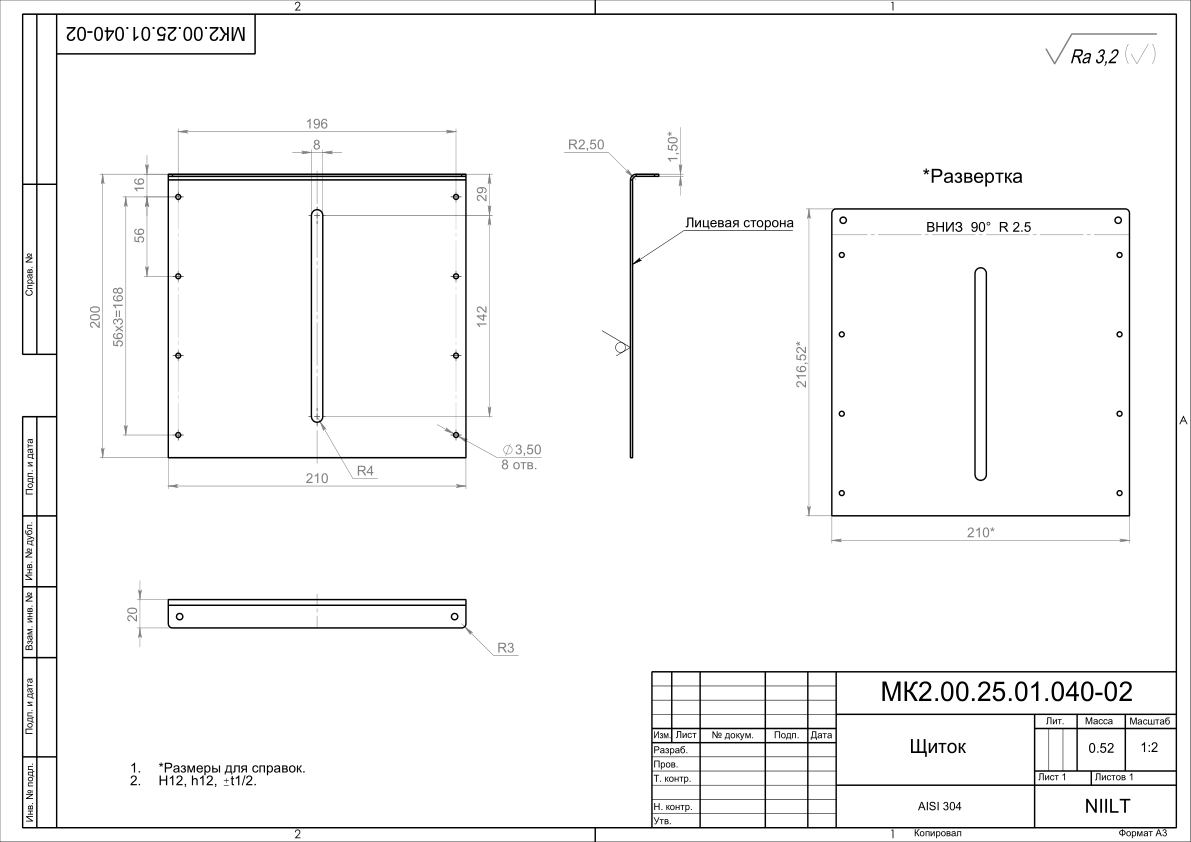 2
1
МК2.00.25.01.040-02
Ra 3,2
Справ. №
Подп. и дата
Инв. № дубл.
Взам. инв. №
Подп. и дата
Инв. № подл.
196
8
16
56
56x3=168
200
29
142
R4
⌀3,50
8 отв.
210
R2,50
1,50*
Лицевая сторона
*Развертка
ВНИЗ 90° R 2.5
216,52*
210*
A
20
R3
1. *Размеры для справок.
2. H12, h12, ±t1/2.
МК2.00.25.01.040-02
Изм. Лист № докум. Подп. Дата
Разраб.
Пров.
Т. контр.
Н. контр.
Утв.
Щиток
Лит. Масса Масштаб
0.52 1:2
Лист 1 Листов 1
AISI 304
NIILT
2
1
Копировал
Формат А3